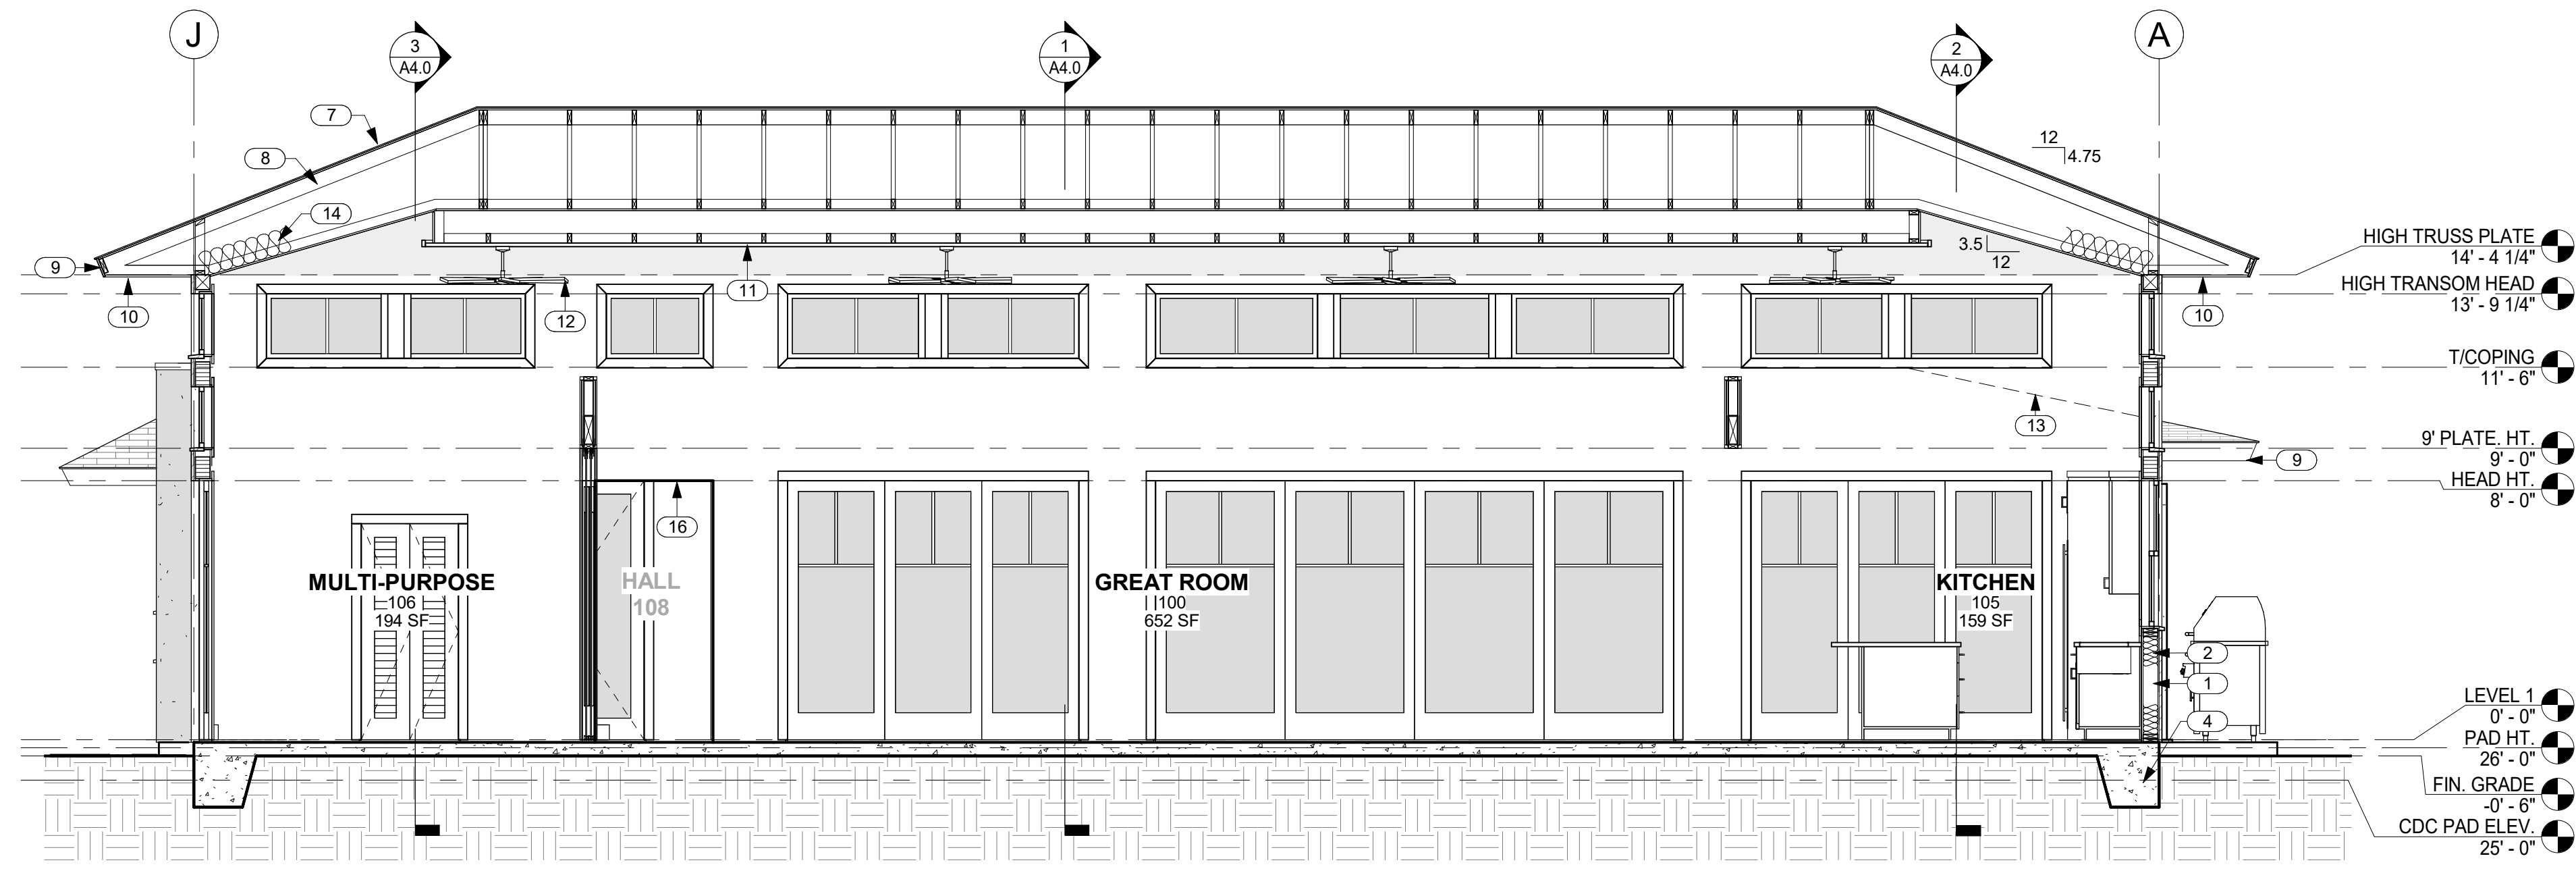 J
3
A4.0
1
A4.0
2
A4.0
A
7
8
14
9
10
11
12
12
4.75
3.5
12
10
13
9
16
HIGH TRUSS PLATE
14' - 4 1/4"
HIGH TRANSOM HEAD
13' - 9 1/4"
T/COPING
11' - 6"
9' PLATE. HT.
9' - 0"
HEAD HT.
8' - 0"
MULTI-PURPOSE
106
194 SF
HALL
108
GREAT ROOM
100
652 SF
KITCHEN
105
159 SF
2
1
4
LEVEL 1
0' - 0"
PAD HT.
26' - 0"
FIN. GRADE
-0' - 6"
CDC PAD ELEV.
25' - 0"